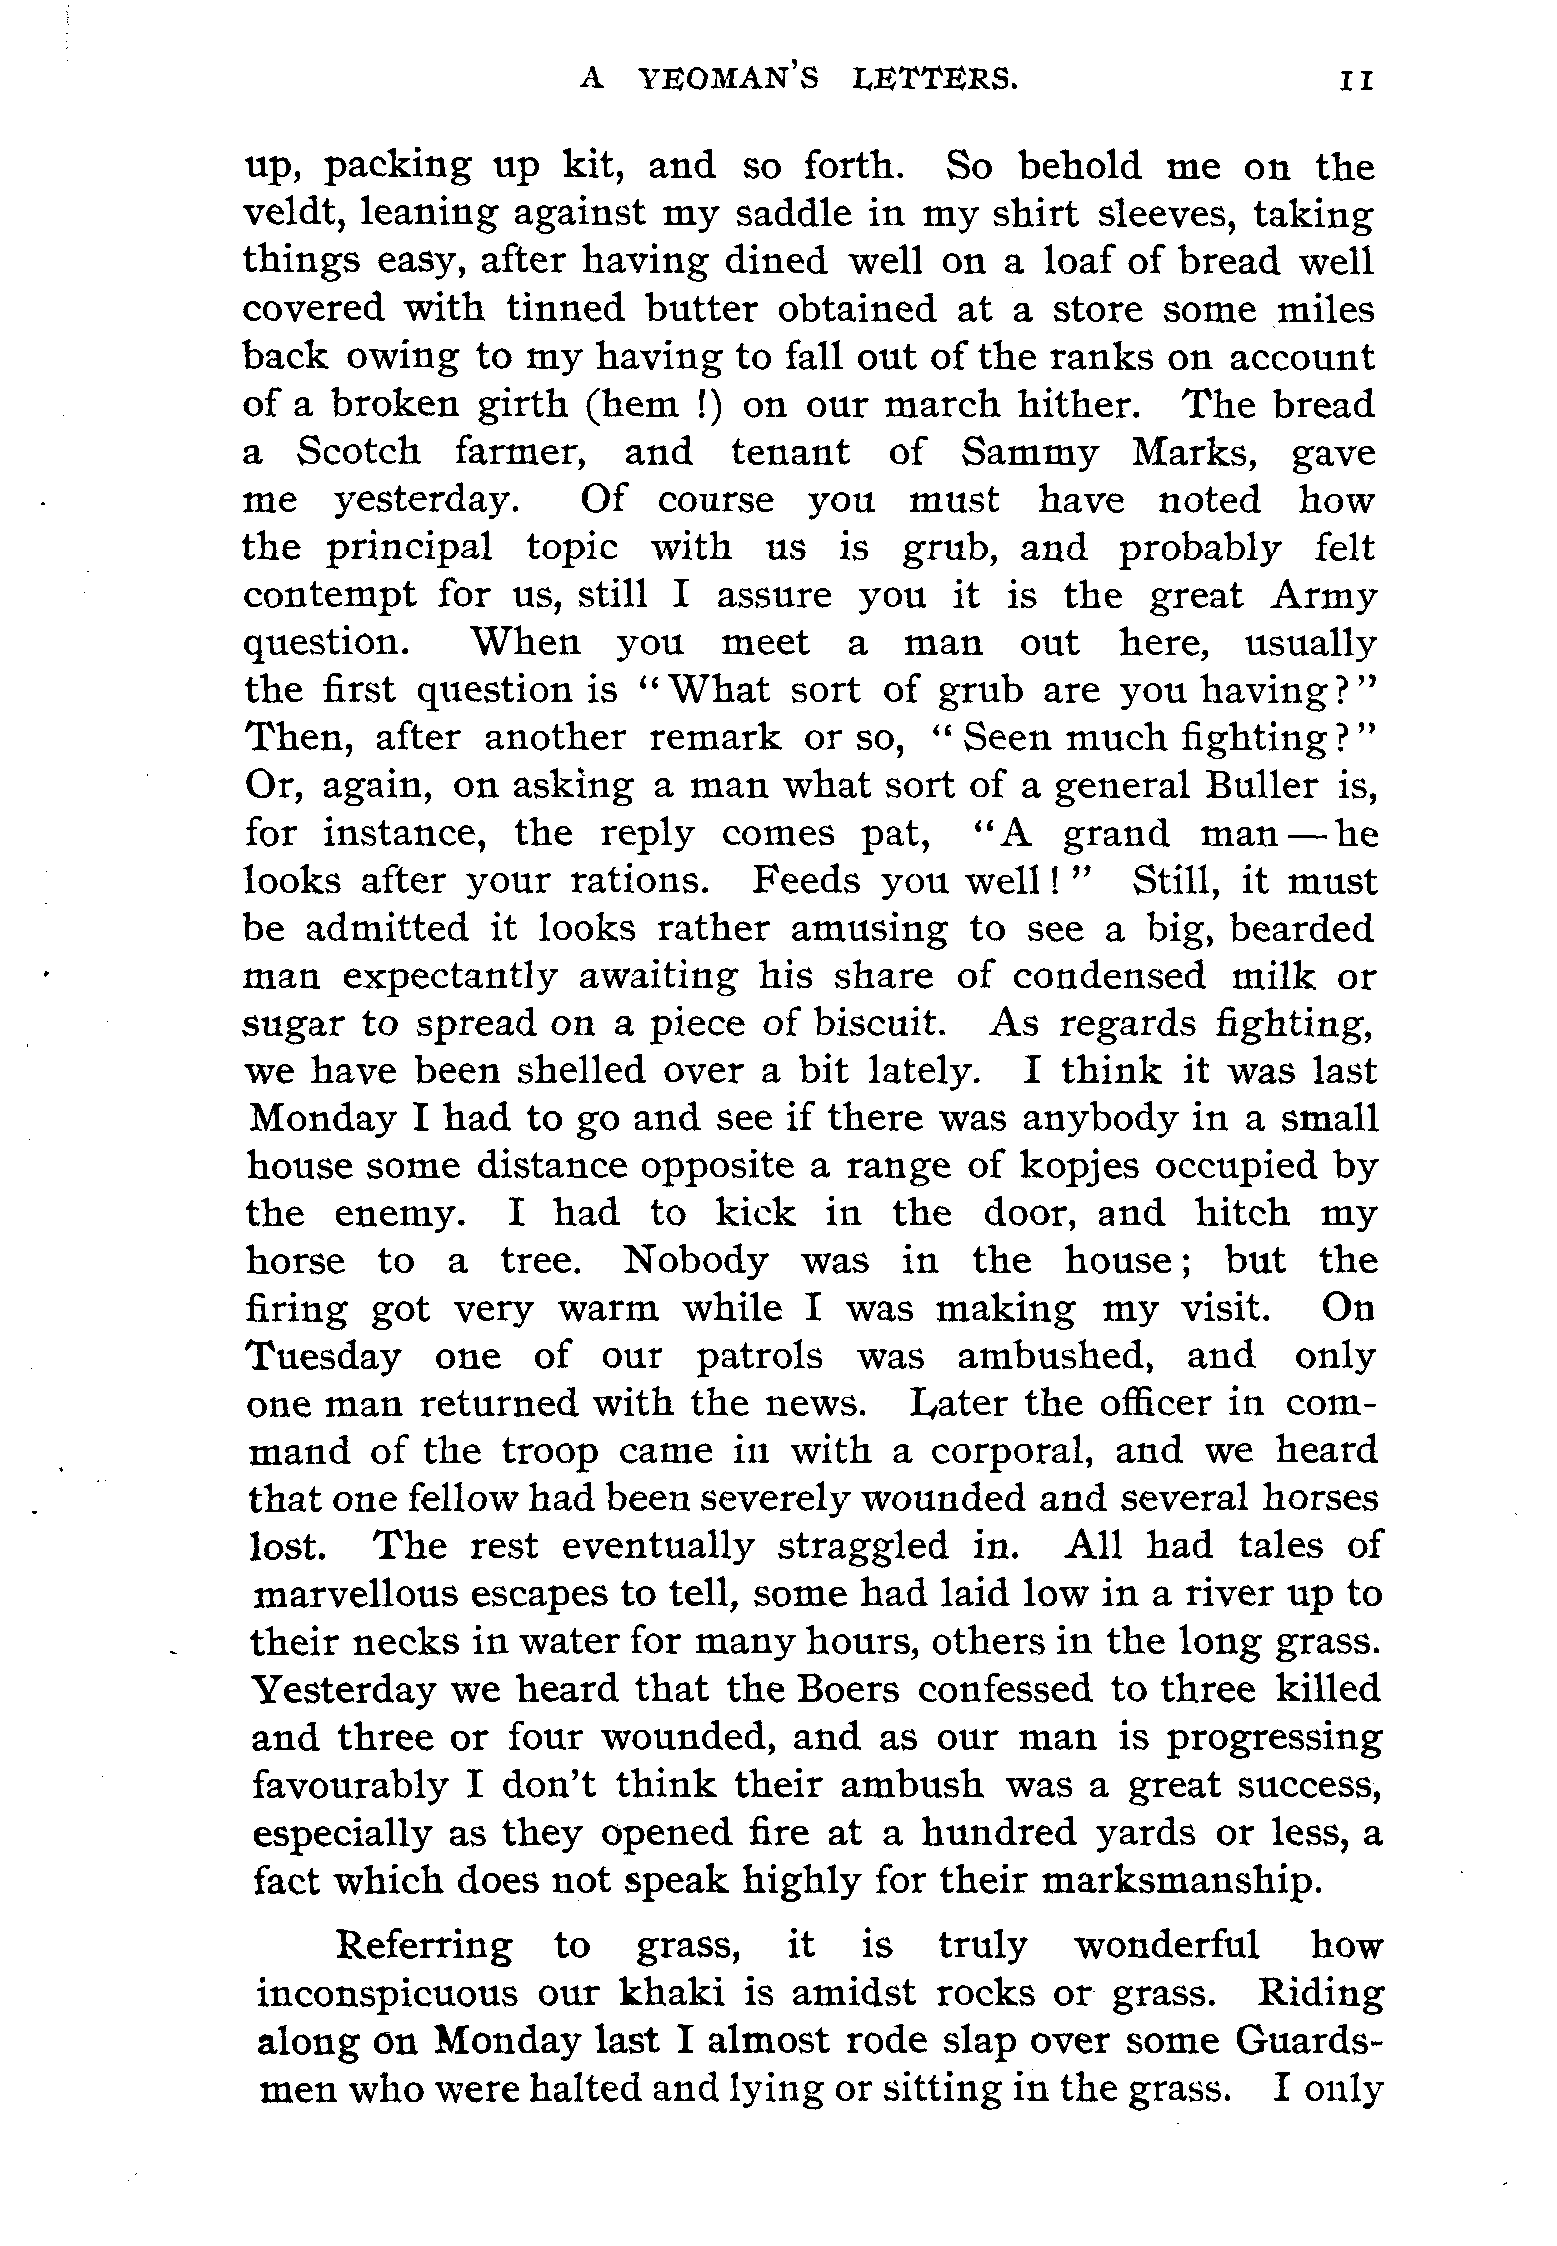 A YEOMAN'S LETTERS. 11
up, packing up kit, and so forth. So behold me on the
veldt, leaning against my saddle in my shirt sleeves, taking
things easy, after having dined well on a loaf of bread well
covered with tinned butter obtained at a store some miles
back owing to my having to fall out of the ranks on account
of a broken girth (hem !) on our march hither. The bread
a Scotch farmer, and tenant of Sammy Marks, gave
me yesterday. Of course you must have noted how
the principal topic with us is grub, and probably felt
contempt for us, still I assure you it is the great Army
question. When you meet a man out here, usually
the first question is "What sort of grub are you having?"
Then, after another remark or so, "Seen much fighting?"
Or, again, on asking a man what sort of a general Buller is,
for instance, the reply comes pat, "A grand man—he
looks after your rations. Feeds you well!" Still, it must
be admitted it looks rather amusing to see a big, bearded
man expectantly awaiting his share of condensed milk or
sugar to spread on a piece of biscuit. As regards fighting,
we have been shelled over a bit lately. I think it was last
Monday I had to go and see if there was anybody in a small
house some distance opposite a range of kopjes occupied by
the enemy. I had to kick in the door, and hitch my
horse to a tree. Nobody was in the house; but the
firing got very warm while I was making my visit. On
Tuesday one of our patrols was ambushed, and only
one man returned with the news. Later the officer in com-
mand of the troop came in with a corporal, and we heard
that one fellow had been severely wounded and several horses
lost. The rest eventually straggled in. All had tales of
marvellous escapes to tell, some had laid low in a river up to
their necks in water for many hours, others in the long grass.
Yesterday we heard that the Boers confessed to three killed
and three or four wounded, and as our man is progressing
favourably I don't think their ambush was a great success,
especially as they opened fire at a hundred yards or less, a
fact which does not speak highly for their marksmanship.
Referring to grass, it is truly wonderful how
inconspicuous our khaki is amidst rocks or grass. Riding
along on Monday last I almost rode slap over some Guards-
men who were halted and lying or sitting in the grass. I only